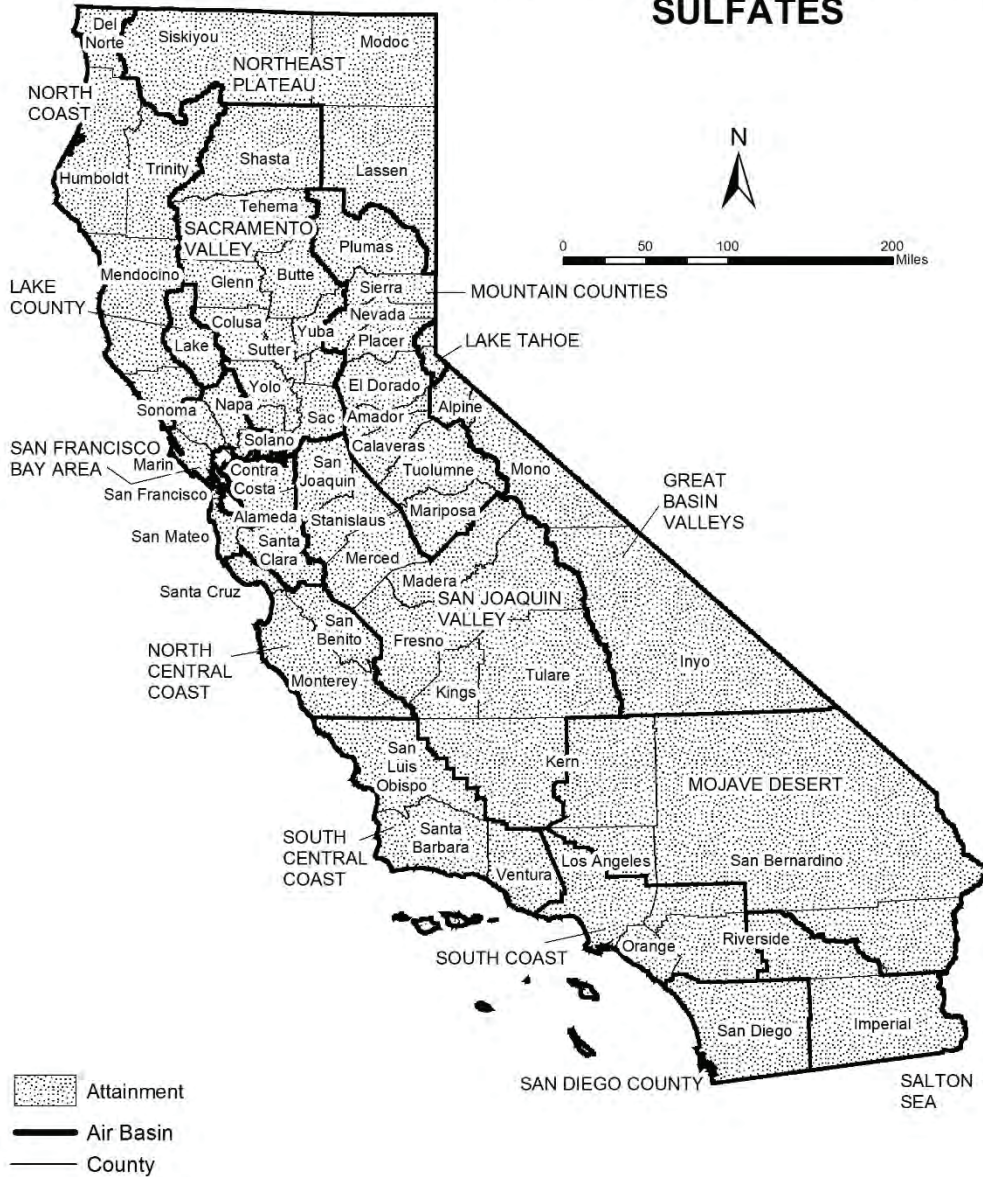 SULFATES
Del
Norte
Siskiyou
Modoc
NORTHEAST
PLATEAU
NORTH
COAST
Humboldt
Trinity
Shasta
Lassen
N
Tehema
SACRAMENTO
VALLEY
Plumas
0 50 100 200
Miles
Mendocino
Glenn
Butte
Sierra
MOUNTAIN COUNTIES
LAKE
COUNTY
Colusa
Yuba
Nevada
Lake
Sutter
Placer
LAKE TAHOE
Yolo
El Dorado
Sonoma
Napa
Sac
Amador
Alpine
Solano
Calaveras
SAN FRANCISCO
BAY AREA
Marin
Contra
Costa
San
Joaquin
Tuolumne
Mono
San Francisco
GREAT
BASIN
VALLEYS
Alameda
Stanislaus
Mariposa
San Mateo
Santa
Clara
Merced
Santa Cruz
Madera
SAN JOAQUIN
VALLEY
San
Benito
NORTH
CENTRAL
COAST
Fresno
Inyo
Monterey
Kings
Tulare
San
Luis
Obispo
Kern
MOJAVE DESERT
SOUTH
CENTRAL
COAST
Santa
Barbara
Ventura
Los Angeles
San Bernardino
SOUTH COAST
Orange
Riverside
San Diego
Imperial
SAN DIEGO COUNTY
SALTON
SEA
Attainment
Air Basin
County